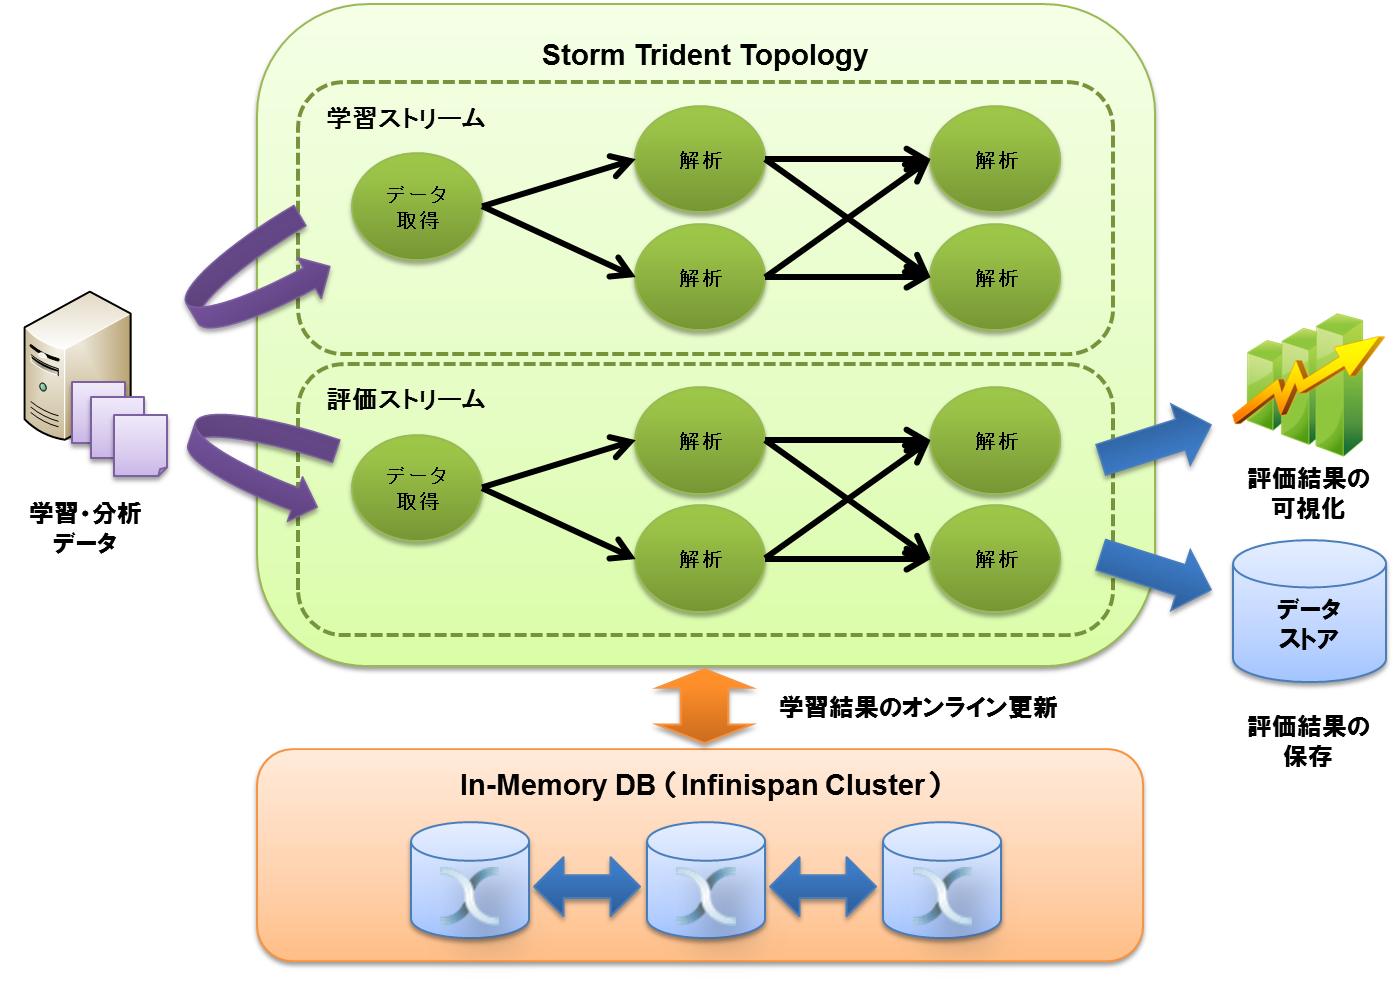 Storm Trident Topology
学習ストリーム
データ
取得
解析
解析
解析
解析
評価ストリーム
データ
取得
解析
解析
解析
解析
学習・分析
データ
評価結果の
可視化
データ
ストア
評価結果の
保存
学習結果のオンライン更新
In-Memory DB（Infinispan Cluster）